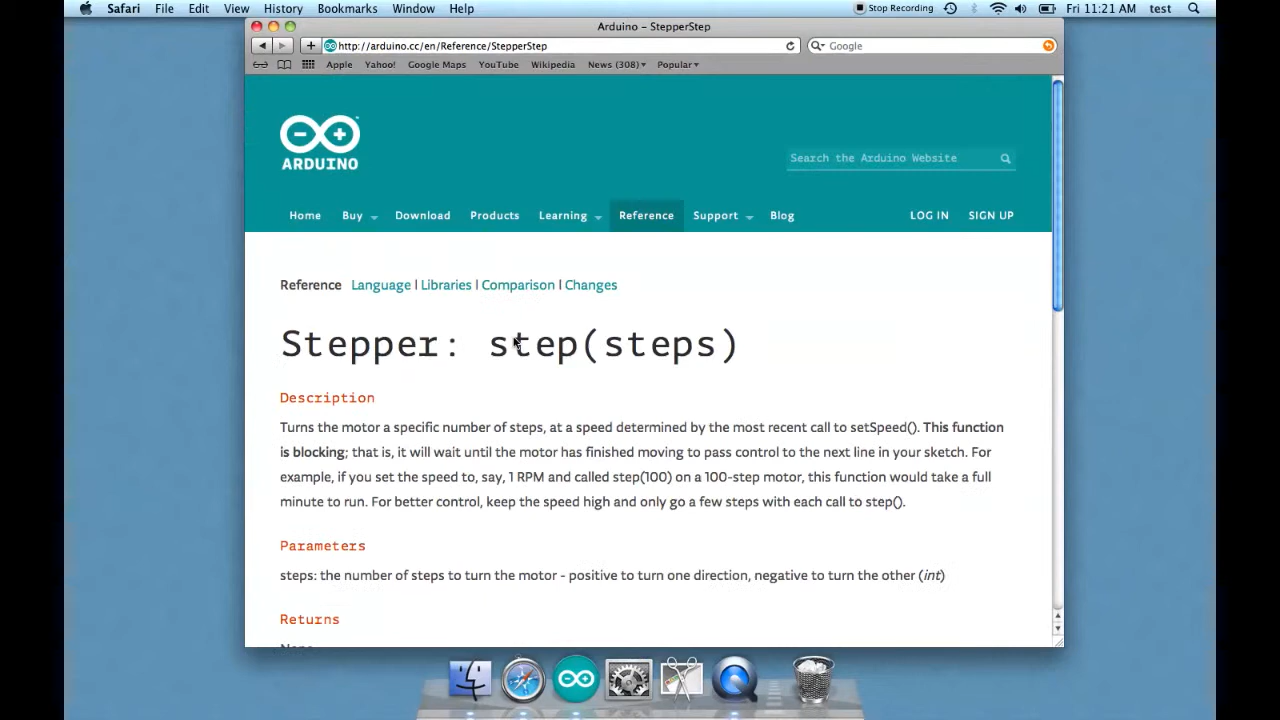 Safari File Edit View History Bookmarks Window Help Stop Recording Fri 11:21 AM test
Arduino – StepperStep
http://arduino.cc/en/Reference/StepperStep Google
Apple Yahoo! Google Maps YouTube Wikipedia News (308) Popular
ARDUINO
Search the Arduino Website
Home Buy Download Products Learning Reference Support Blog LOG IN SIGN UP
Reference Language | Libraries | Comparison | Changes
Stepper: step(steps)
Description
Turns the motor a specific number of steps, at a speed determined by the most recent call to setSpeed(). This function
is blocking; that is, it will wait until the motor has finished moving to pass control to the next line in your sketch. For
example, if you set the speed to, say, 1 RPM and called step(100) on a 100-step motor, this function would take a full
minute to run. For better control, keep the speed high and only go a few steps with each call to step().
Parameters
steps: the number of steps to turn the motor - positive to turn one direction, negative to turn the other (int)
Returns